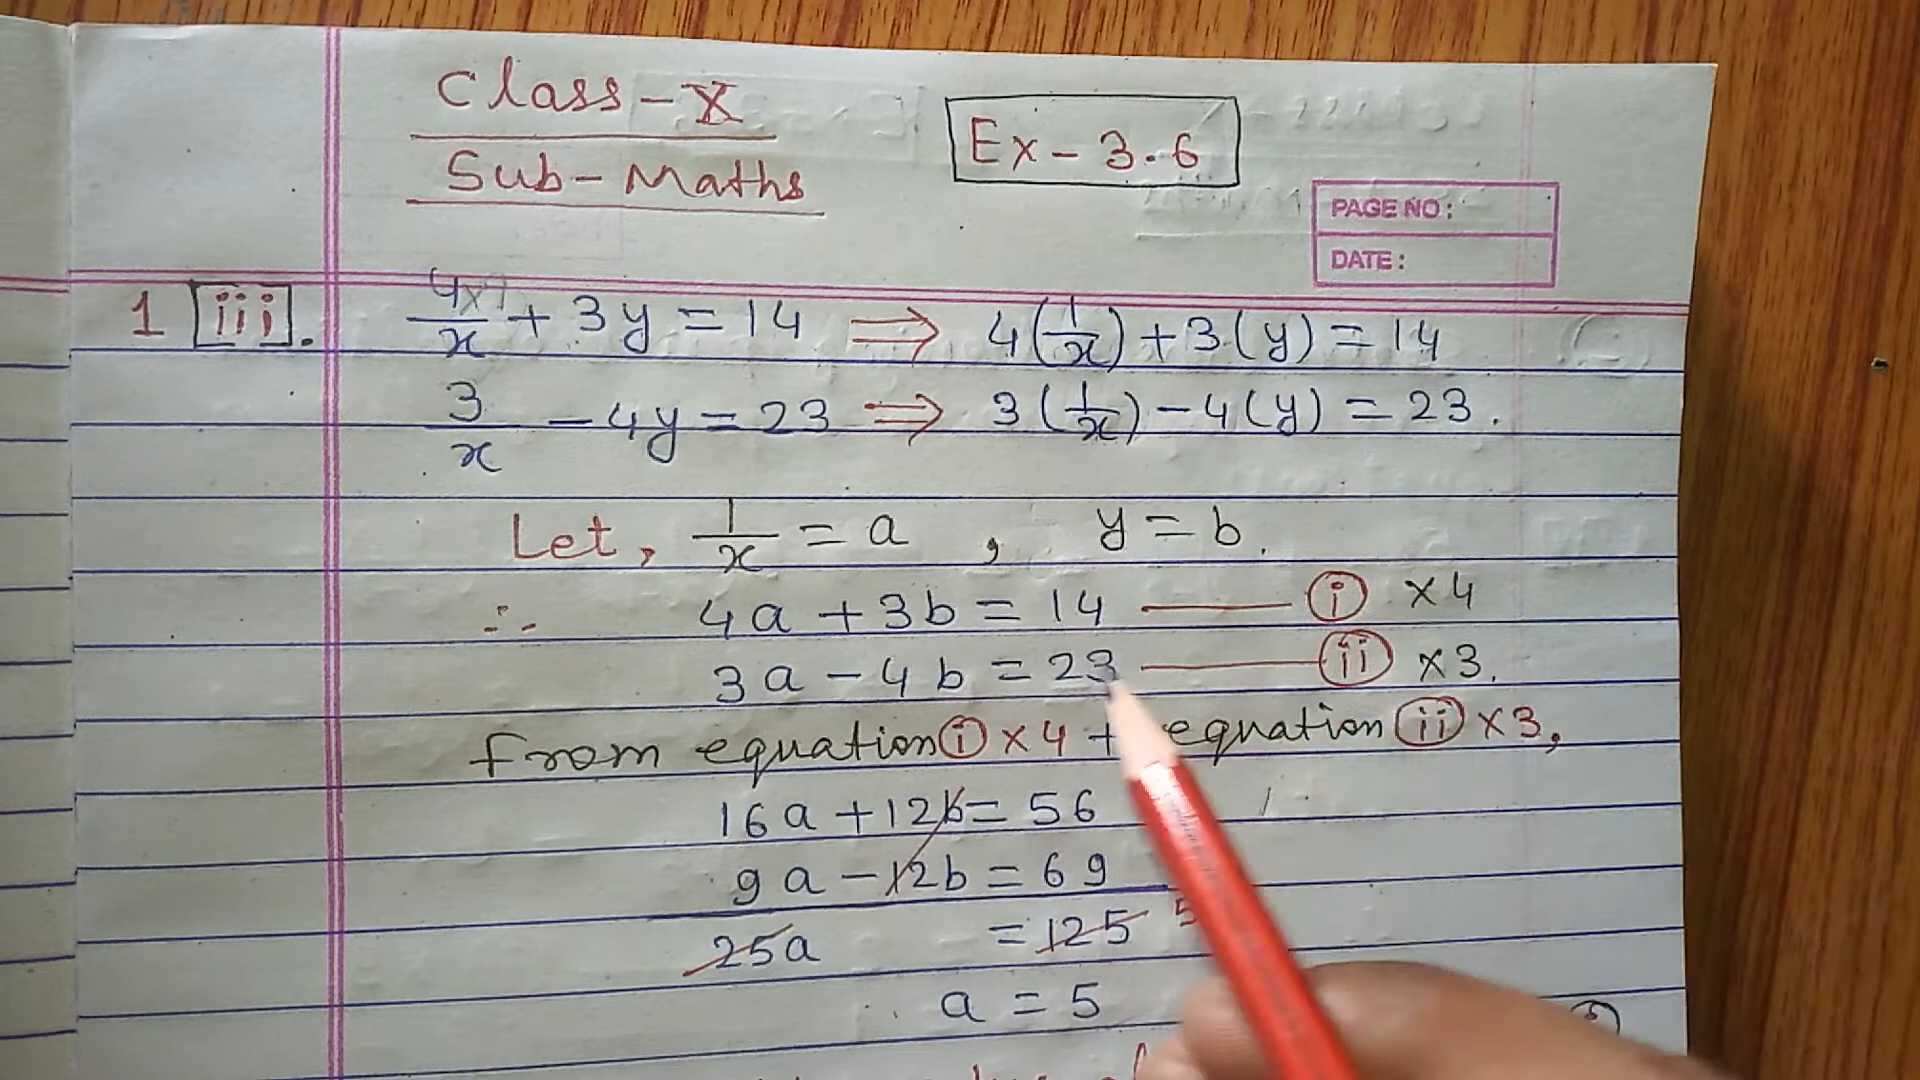 Class - X
Sub - Maths
Ex - 3.6
PAGE NO :
DATE :
1 iii. 4x1/x + 3y = 14 ⟹ 4(1/x) + 3(y) = 14
3/x - 4y = 23 ⟹ 3(1/x) - 4(y) = 23.
Let, 1/x = a , y = b.
∴ 4a + 3b = 14 —— (i) ×4
3a - 4b = 23 —— (ii) ×3.
From equation (i) ×4 + equation (ii) ×3,
16a + 12b = 56
9a - 12b = 69
25a = 125 5
a = 5